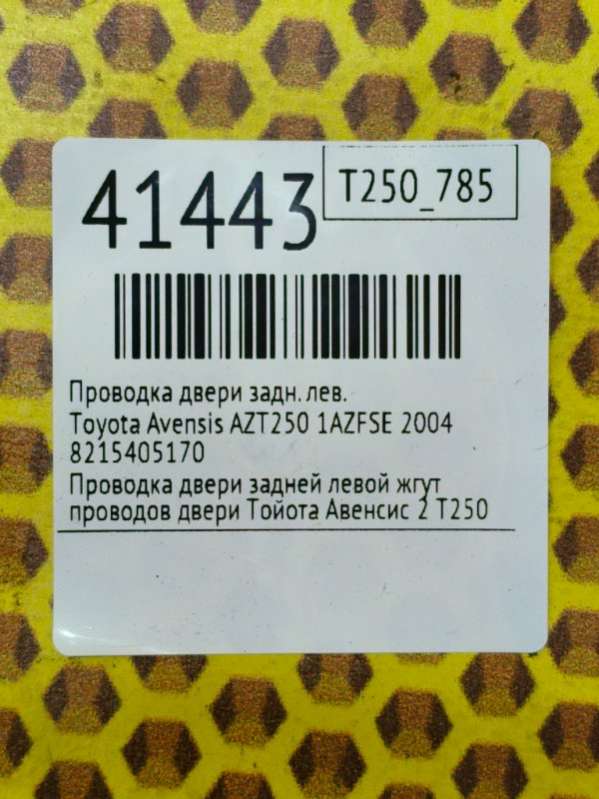 41443
T250_785
Проводка двери задн. лев.
Toyota Avensis AZT250 1AZFSE 2004
8215405170
Проводка двери задней левой жгут
проводов двери Тойота Авенсис 2 Т250